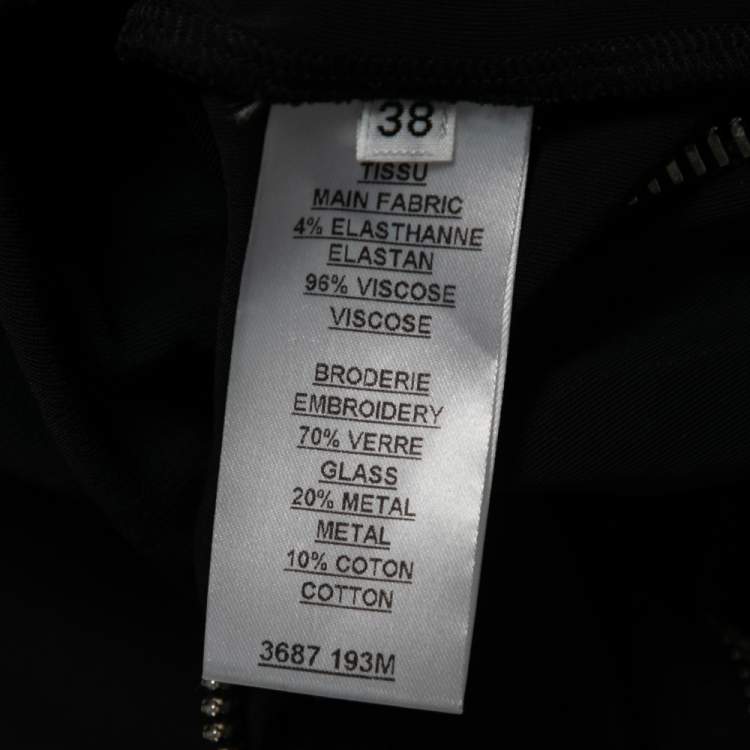 38
TISSU
MAIN FABRIC
4% ELASTHANNE
ELASTAN
96% VISCOSE
VISCOSE
BRODERIE
EMBROIDERY
70% VERRE
GLASS
20% METAL
METAL
10% COTON
COTTON
3687 193M